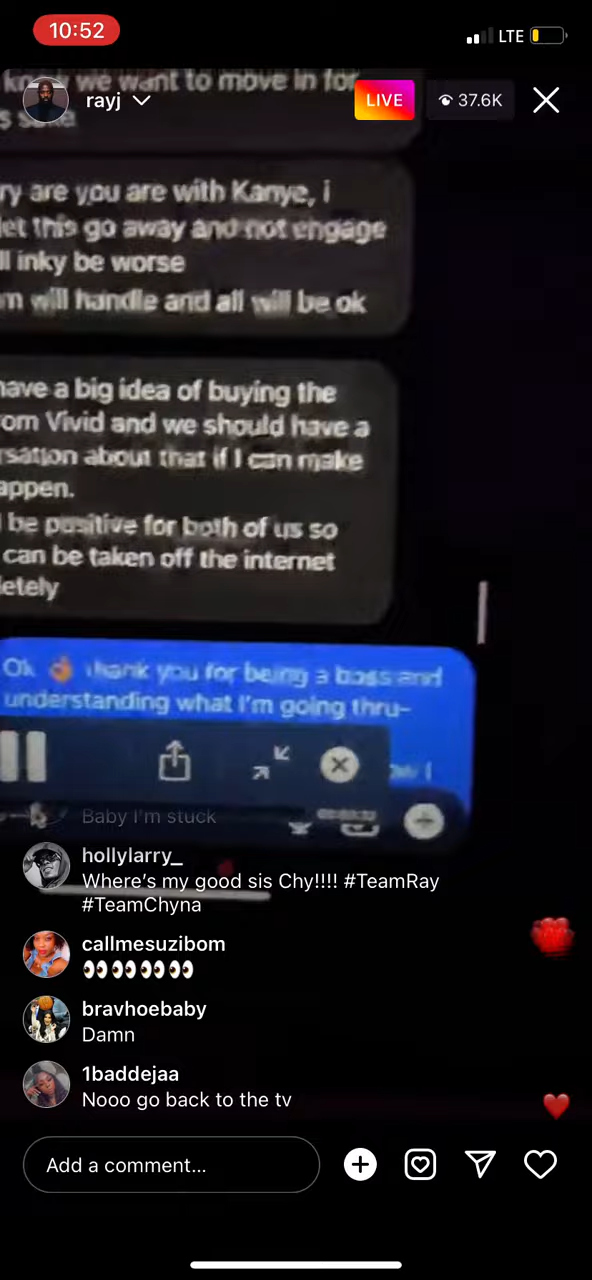 10:52
LTE
we want to move in for
rayj
LIVE
37.6K
ry are you are with Kanye, i
let this go away and not engage
ll inky be worse
m will handle and all will be ok
have a big idea of buying the
om Vivid and we should have a
rsation about that if I can make
appen.
be positive for both of us so
can be taken off the internet
etely
Ok 👌 thank you for being a boss and
understanding what I'm going thru-
Baby I'm stuck
hollylarry_
Where's my good sis Chy!!!! #TeamRay
#TeamChyna
callmesuzibom
👀👀👀👀👀
bravhoebaby
Damn
1baddejaa
Nooo go back to the tv
Add a comment...